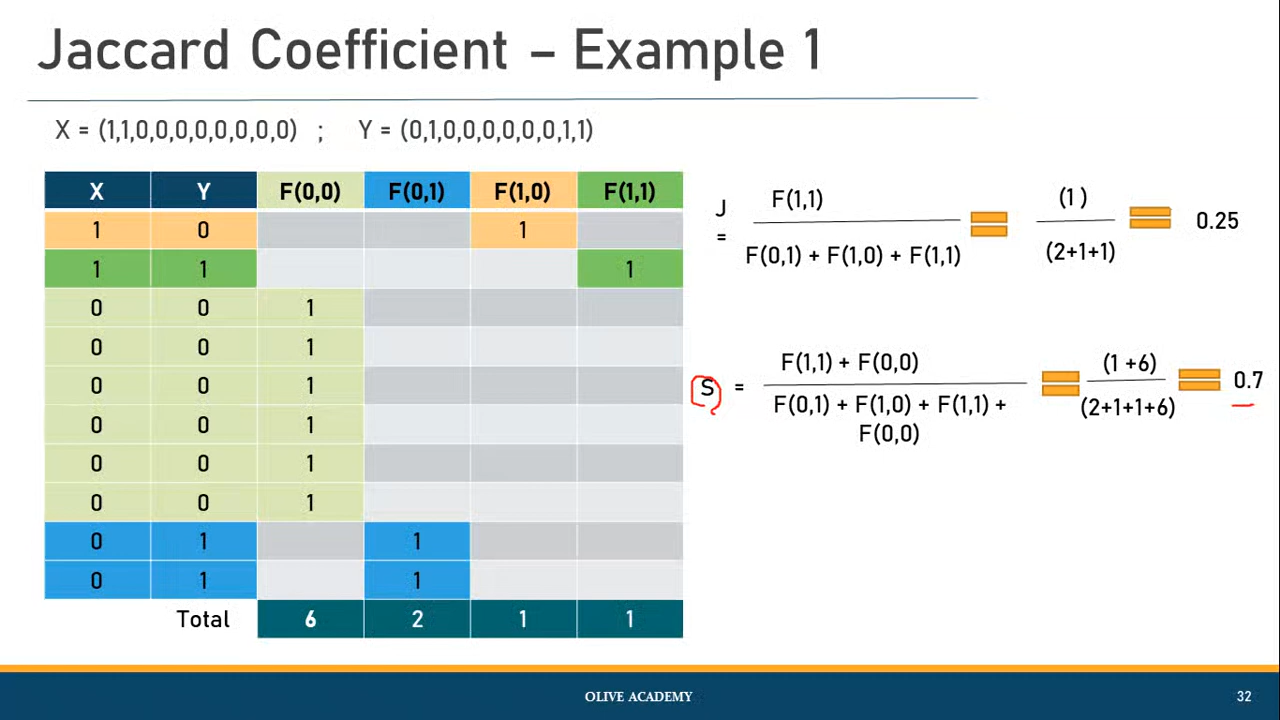 Jaccard Coefficient – Example 1
X = (1,1,0,0,0,0,0,0,0,0) ; Y = (0,1,0,0,0,0,0,0,1,1)
X Y F(0,0) F(0,1) F(1,0) F(1,1)
1 0 1
1 1 1
0 0 1
0 0 1
0 0 1
0 0 1
0 0 1
0 0 1
0 1 1
0 1 1
Total 6 2 1 1
J
=
F(1,1)
F(0,1) + F(1,0) + F(1,1)
(1 )
(2+1+1)
0.25
S =
F(1,1) + F(0,0)
F(0,1) + F(1,0) + F(1,1) +
F(0,0)
(1 +6)
(2+1+1+6)
0.7
OLIVE ACADEMY
32